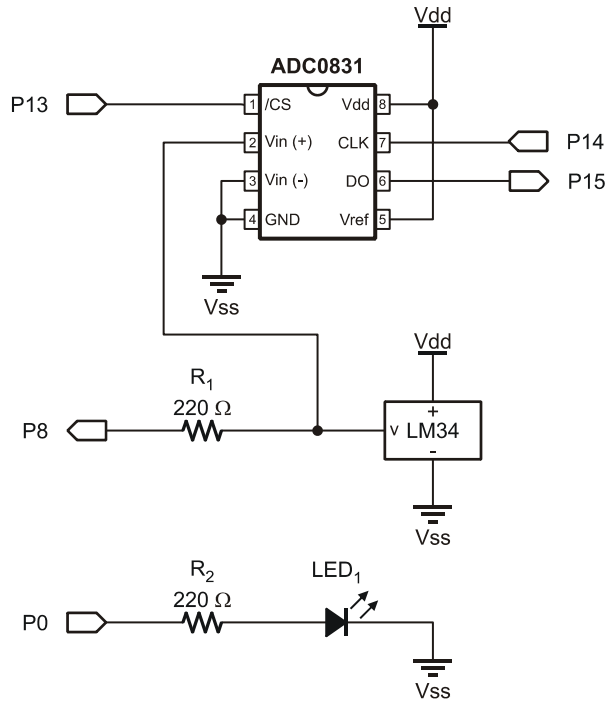 Vdd
ADC0831
P13
1 /CS Vdd 8
2 Vin (+) CLK 7
P14
3 Vin (-) DO 6
P15
4 GND Vref 5
Vss
Vdd
R1
220 Ω
P8
+
v LM34
-
Vss
R2
220 Ω
LED1
P0
Vss